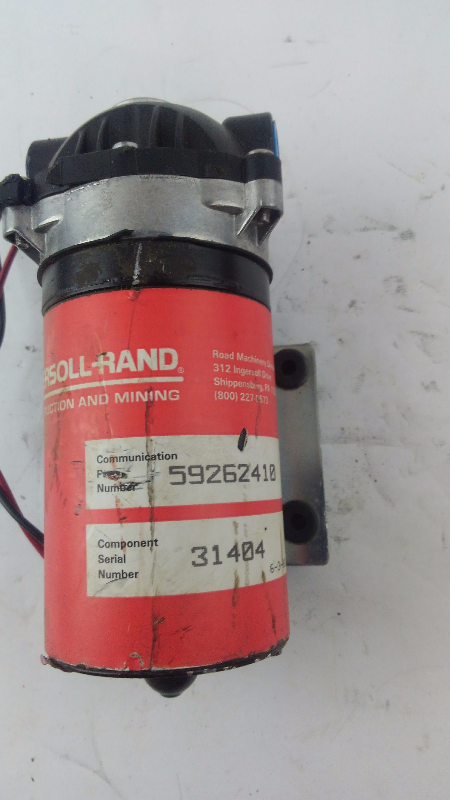 RSOLL-RAND®
CTION AND MINING
Road Machinery
312 Ingersoll
Shippensburg,
(800) 227-
Communication
Number 59262410
Component
Serial
Number 31404